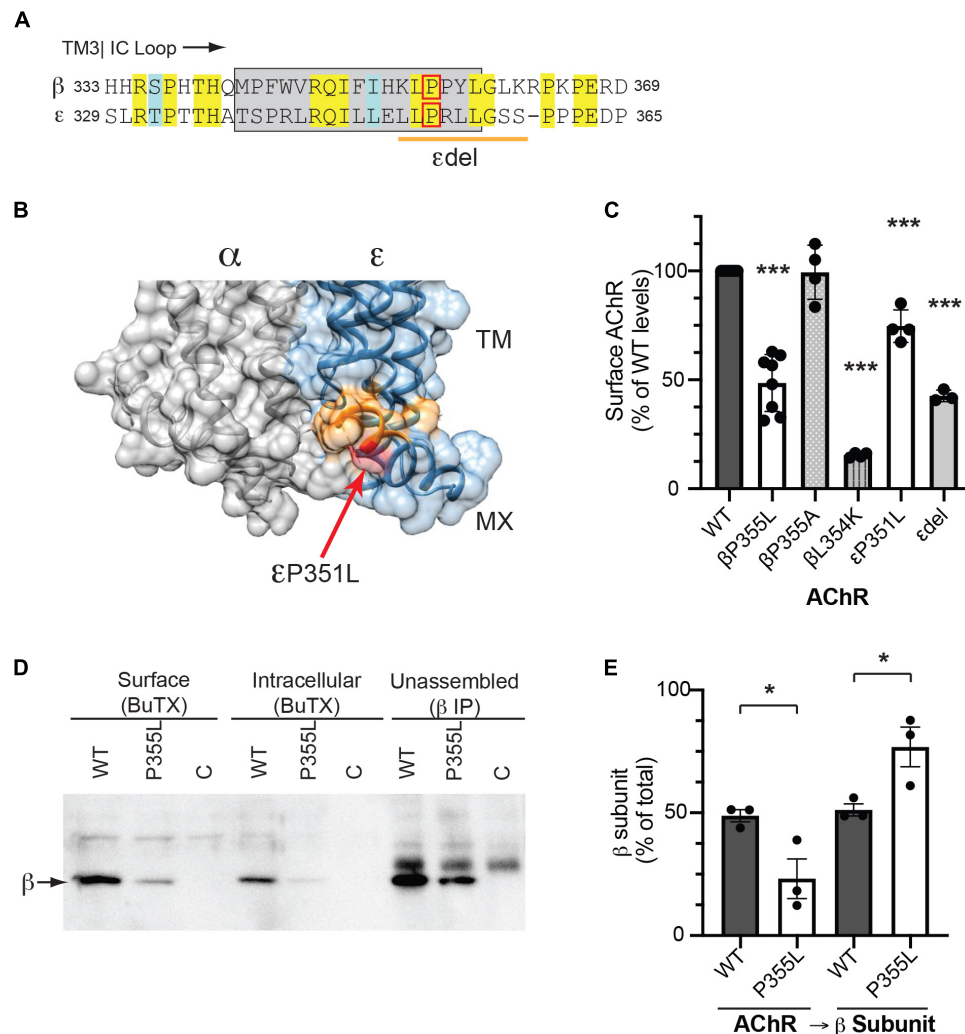 A
TM3| IC Loop
β 333 HHRSPHTHQMPFWVRQIFIHKLPPYLGLKRPKPERD 369
ε 329 SLRTPTTHATSPRLRQILLELLPRLLGSS-PPPEDP 365
εdel
B
α ε
TM
MX
εP351L
C
Surface AChR
(% of WT levels)
100
50
0
***
***
***
***
WT βP355L βP355A βL354K εP351L εdel
AChR
D
Surface Intracellular Unassembled
(BuTX) (BuTX) (β IP)
WT P355L C WT P355L C WT P355L C
β
E
β subunit
(% of total)
100
50
0
* *
WT P355L WT P355L
AChR → β Subunit